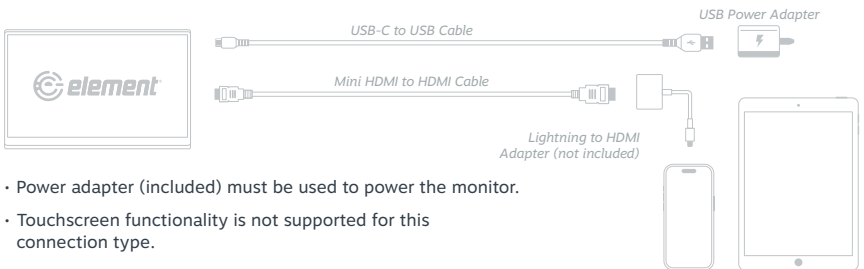 USB Power Adapter
USB-C to USB Cable
element
Mini HDMI to HDMI Cable
Lightning to HDMI
Adapter (not included)
· Power adapter (included) must be used to power the monitor.
· Touchscreen functionality is not supported for this
connection type.